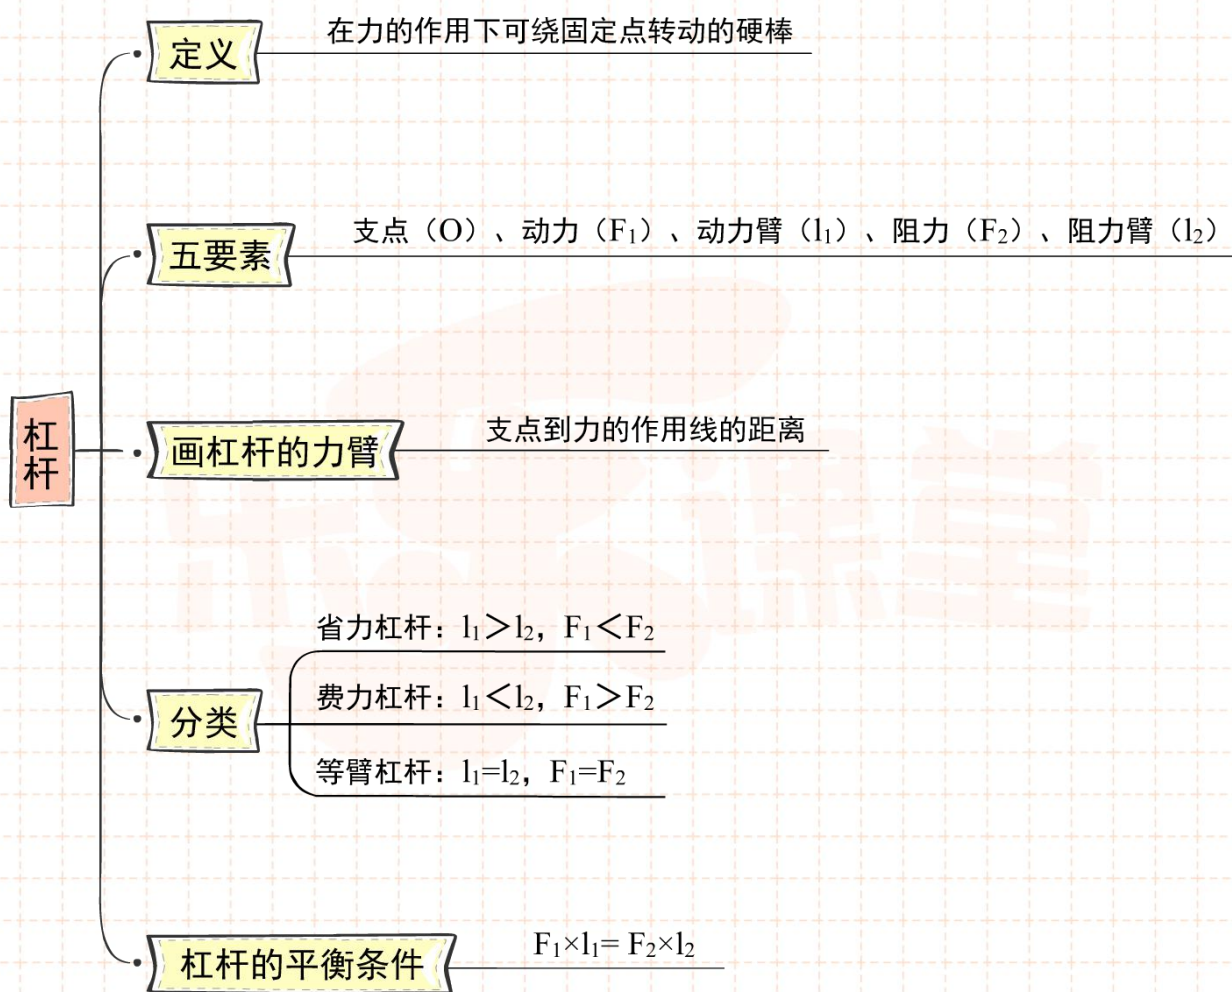 定义
在力的作用下可绕固定点转动的硬棒
五要素
支点（O）、动力（F₁）、动力臂（l₁）、阻力（F₂）、阻力臂（l₂）
杠杆
画杠杆的力臂
支点到力的作用线的距离
分类
省力杠杆：l₁＞l₂，F₁＜F₂
费力杠杆：l₁＜l₂，F₁＞F₂
等臂杠杆：l₁=l₂，F₁=F₂
杠杆的平衡条件
F₁×l₁= F₂×l₂
课堂